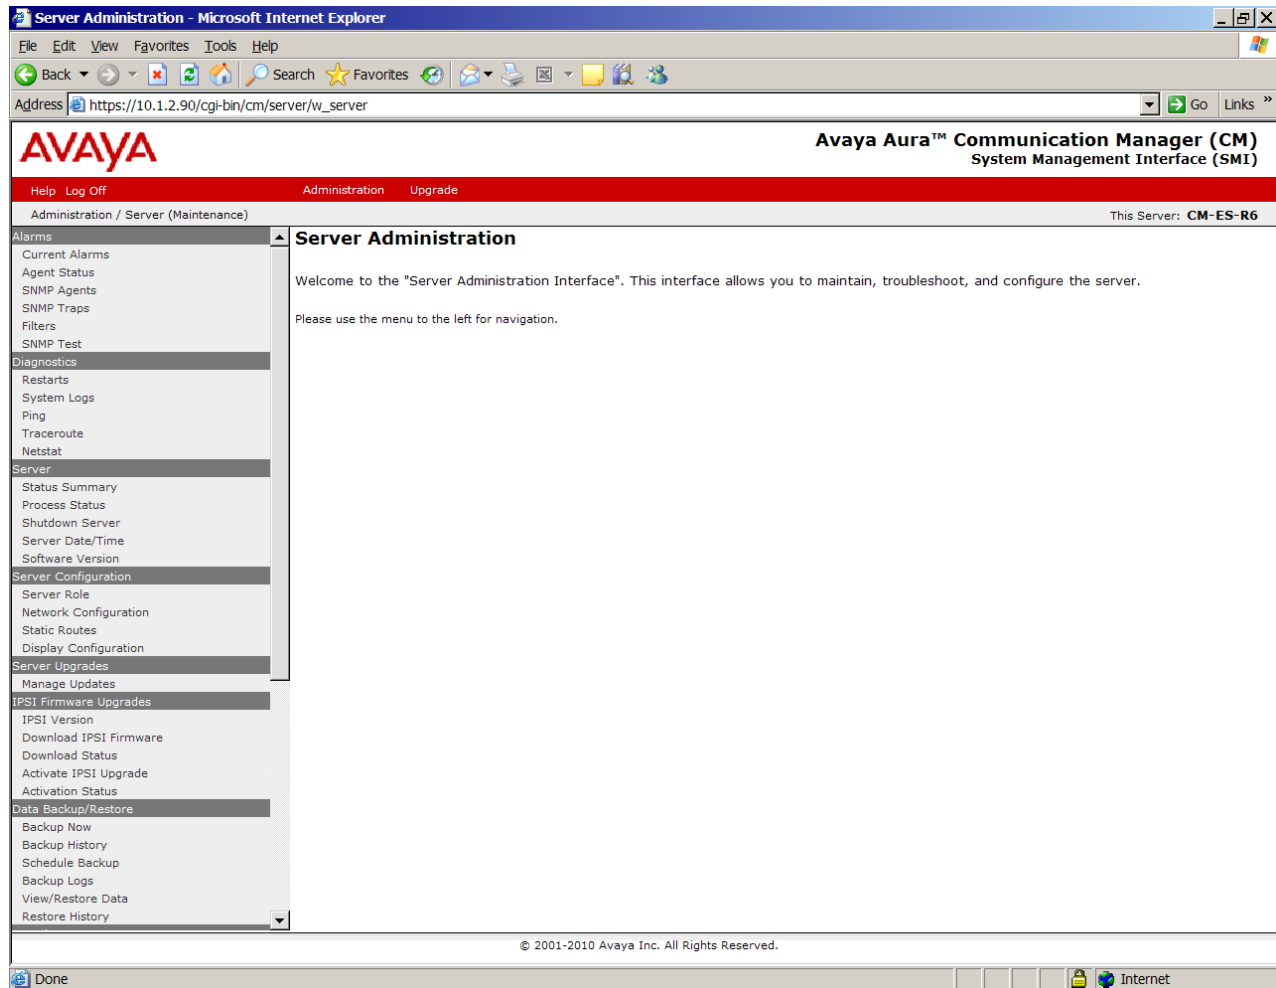 Server Administration - Microsoft Internet Explorer
File Edit View Favorites Tools Help
Back Search Favorites
Address https://10.1.2.90/cgi-bin/cm/server/w_server Go Links »
AVAYA
Avaya Aura™ Communication Manager (CM)
System Management Interface (SMI)
Help Log Off Administration Upgrade
Administration / Server (Maintenance) This Server: CM-ES-R6
Alarms
Current Alarms
Agent Status
SNMP Agents
SNMP Traps
Filters
SNMP Test
Diagnostics
Restarts
System Logs
Ping
Traceroute
Netstat
Server
Status Summary
Process Status
Shutdown Server
Server Date/Time
Software Version
Server Configuration
Server Role
Network Configuration
Static Routes
Display Configuration
Server Upgrades
Manage Updates
IPSI Firmware Upgrades
IPSI Version
Download IPSI Firmware
Download Status
Activate IPSI Upgrade
Activation Status
Data Backup/Restore
Backup Now
Backup History
Schedule Backup
Backup Logs
View/Restore Data
Restore History
Server Administration
Welcome to the "Server Administration Interface". This interface allows you to maintain, troubleshoot, and configure the server.
Please use the menu to the left for navigation.
© 2001-2010 Avaya Inc. All Rights Reserved.
Done Internet